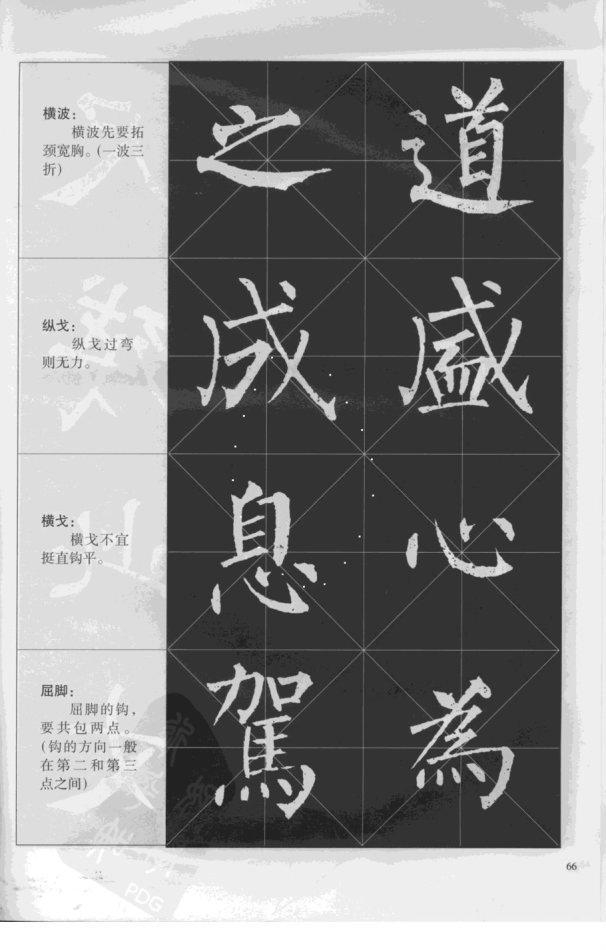 横波：
横波先要拓
颈宽胸。(一波三
折)
之 道
纵戈：
纵戈过弯
则无力。
成 盛
横戈：
横戈不宜
挺直钩平。
息 心
屈脚：
屈脚的钩，
要共包两点。
(钩的方向一般
在第二和第三
点之间)
駕 為
66
PDG